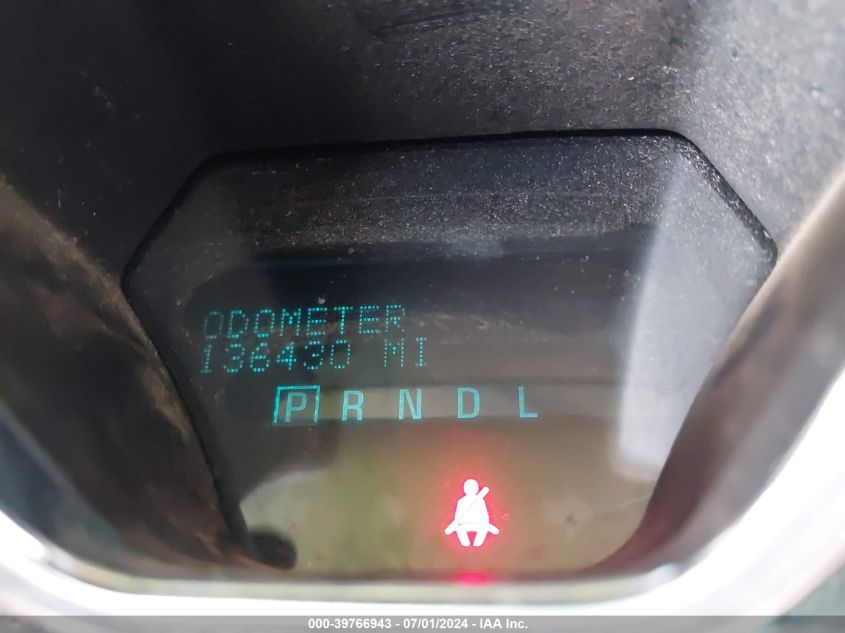 ODOMETER
136430 MI
P R N D L
000-39766943 / 07/01/2024 - IAA Inc.